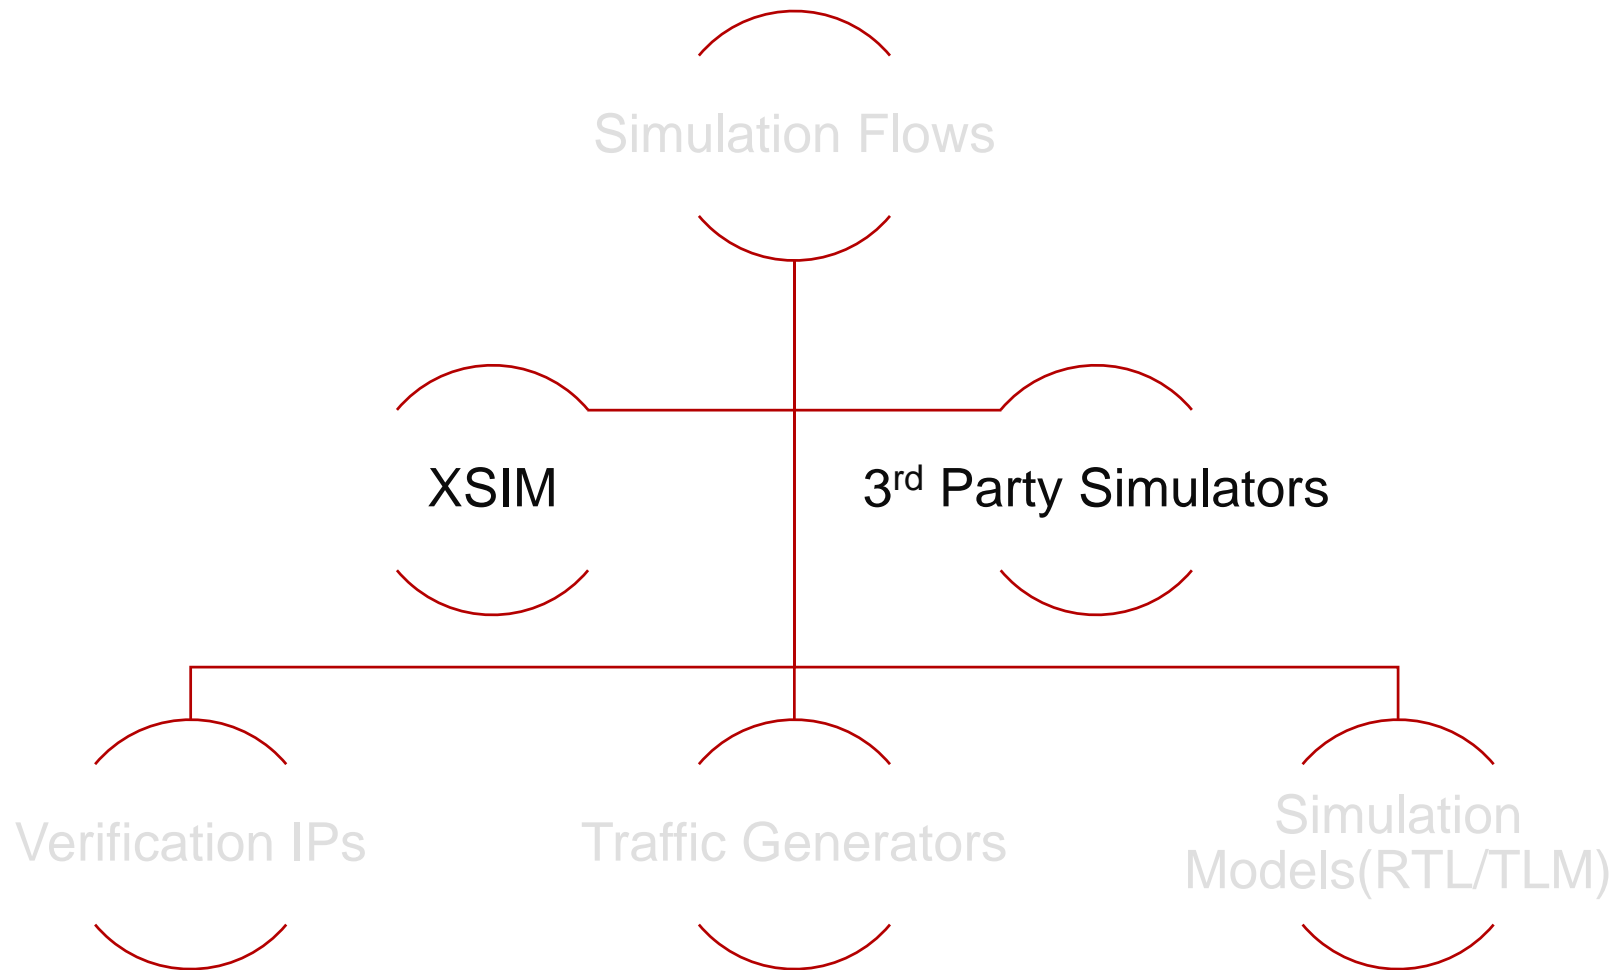 Simulation Flows
XSIM
3rd Party Simulators
Verification IPs
Traffic Generators
Simulation
Models(RTL/TLM)